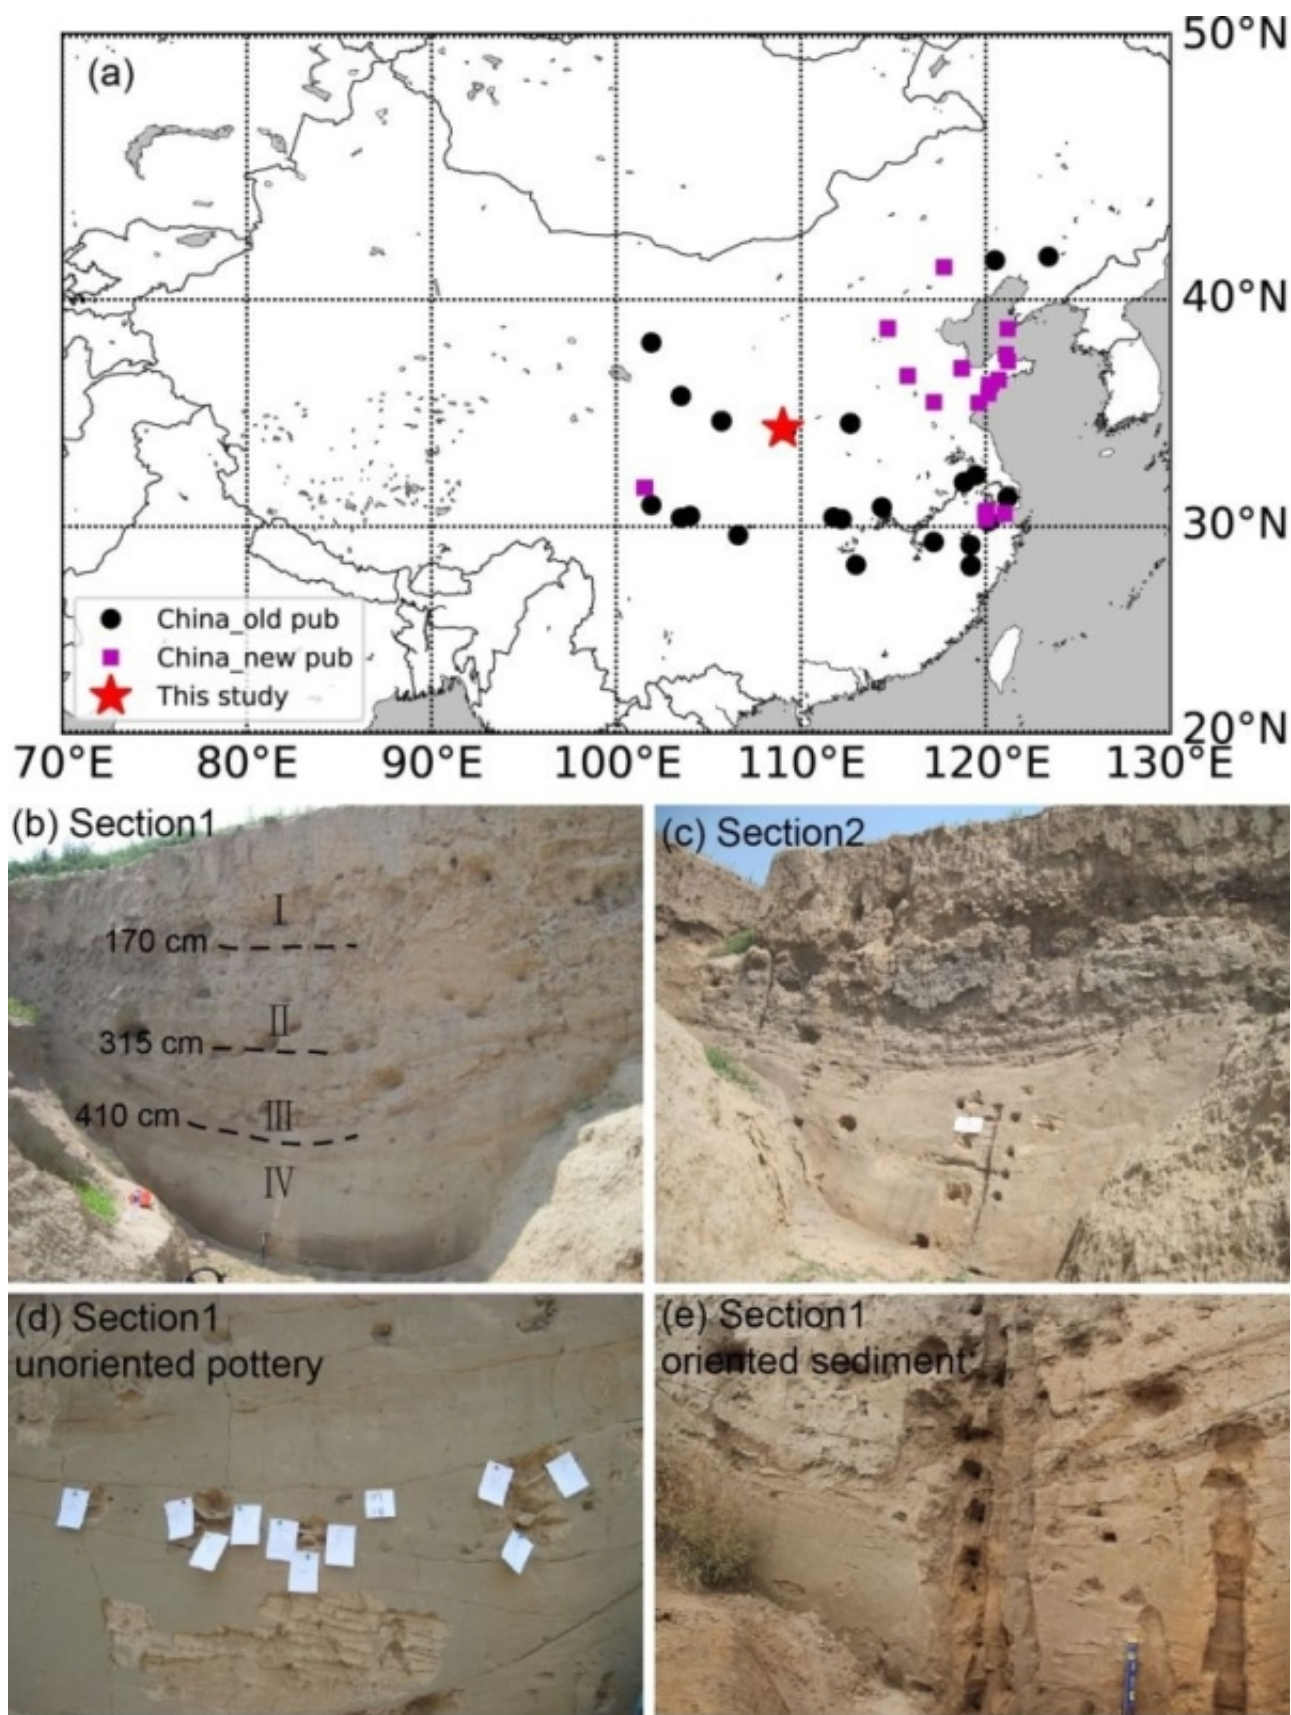 (a)
50°N
40°N
30°N
20°N
China_old pub
China_new pub
This study
70°E 80°E 90°E 100°E 110°E 120°E 130°E
(b) Section1
I
170 cm
II
315 cm
III
410 cm
IV
(c) Section2
(d) Section1
unoriented pottery
(e) Section1
oriented sediment